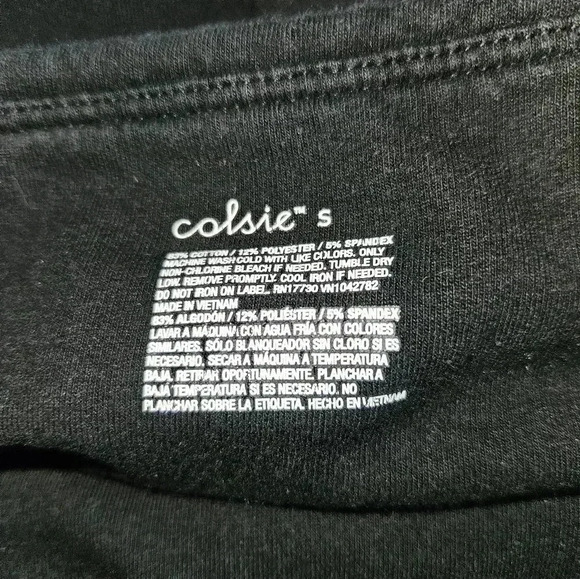 colsie™ S
83% COTTON / 12% POLYESTER / 5% SPANDEX
MACHINE WASH COLD WITH LIKE COLORS. ONLY
NON-CHLORINE BLEACH IF NEEDED. TUMBLE DRY
LOW. REMOVE PROMPTLY. COOL IRON IF NEEDED.
DO NOT IRON ON LABEL. RN17730 VN1042782
MADE IN VIETNAM
83% ALGODÓN / 12% POLIÉSTER / 5% SPANDEX
LAVAR A MÁQUINA CON AGUA FRÍA CON COLORES
SIMILARES. SÓLO BLANQUEADOR SIN CLORO SI ES
NECESARIO. SECAR A MÁQUINA A TEMPERATURA
BAJA. RETIRAR OPORTUNAMENTE. PLANCHAR A
BAJA TEMPERATURA SI ES NECESARIO. NO
PLANCHAR SOBRE LA ETIQUETA. HECHO EN VIETNAM